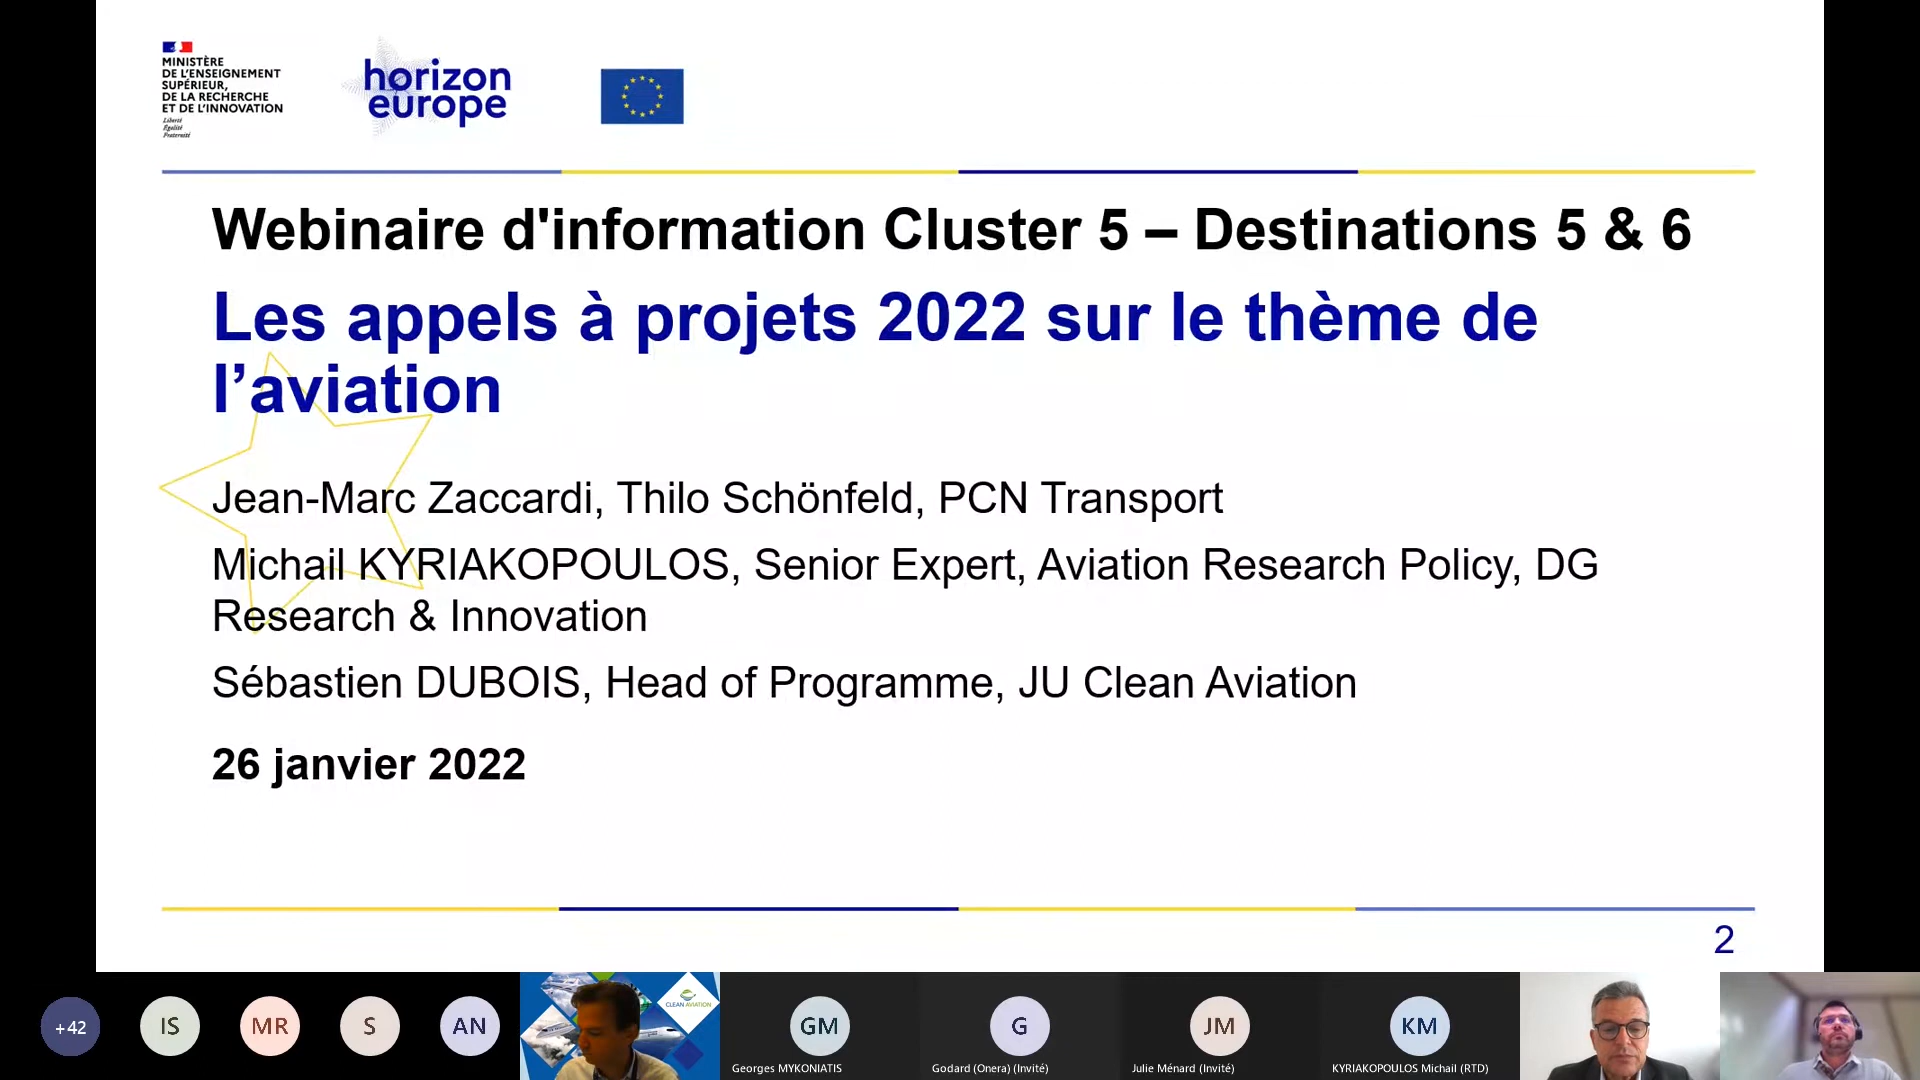 MINISTÈRE
DE L'ENSEIGNEMENT
SUPÉRIEUR,
DE LA RECHERCHE
ET DE L'INNOVATION
Liberté
Égalité
Fraternité
horizon
europe
Webinaire d'information Cluster 5 – Destinations 5 & 6
Les appels à projets 2022 sur le thème de
l’aviation
Jean-Marc Zaccardi, Thilo Schönfeld, PCN Transport
Michail KYRIAKOPOULOS, Senior Expert, Aviation Research Policy, DG
Research & Innovation
Sébastien DUBOIS, Head of Programme, JU Clean Aviation
26 janvier 2022
2
+42
IS
MR
S
AN
CLEAN AVIATION
GM
Georges MYKONIATIS
G
Godard (Onera) (Invité)
JM
Julie Ménard (Invité)
KM
KYRIAKOPOULOS Michail (RTD)